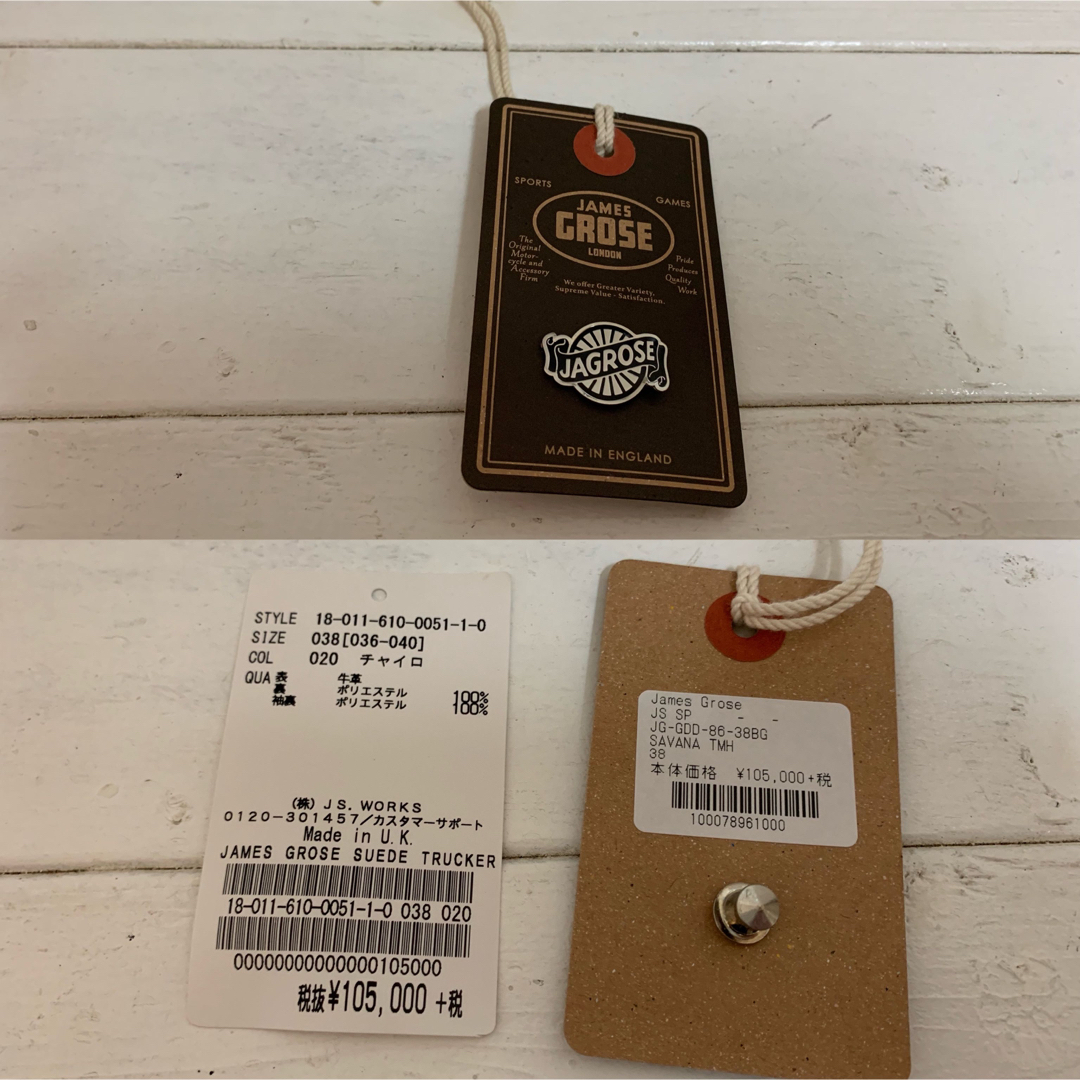 SPORTS
GAMES
JAMES
GROSE
LONDON
The
Original
Motor-
cycle and
Accessory
Firm
Pride
Produces
Quality
Work
We offer Greater Variety,
Supreme Value - Satisfaction.
JAGROSE
MADE IN ENGLAND
STYLE 18-011-610-0051-1-0
SIZE 038[036-040]
COL 020 チャイロ
QUA 表 牛革
裏 ポリエステル 100%
袖裏 ポリエステル 100%
(株) JS.WORKS
0120-301457/カスタマーサポート
Made in U.K.
JAMES GROSE SUEDE TRUCKER
18-011-610-0051-1-0 038 020
00000000000000105000
税抜¥105,000 +税
James Grose
JS SP - -
JG-GDD-86-38BG
SAVANA TMH
38
本体価格 ¥105,000+税
100078961000